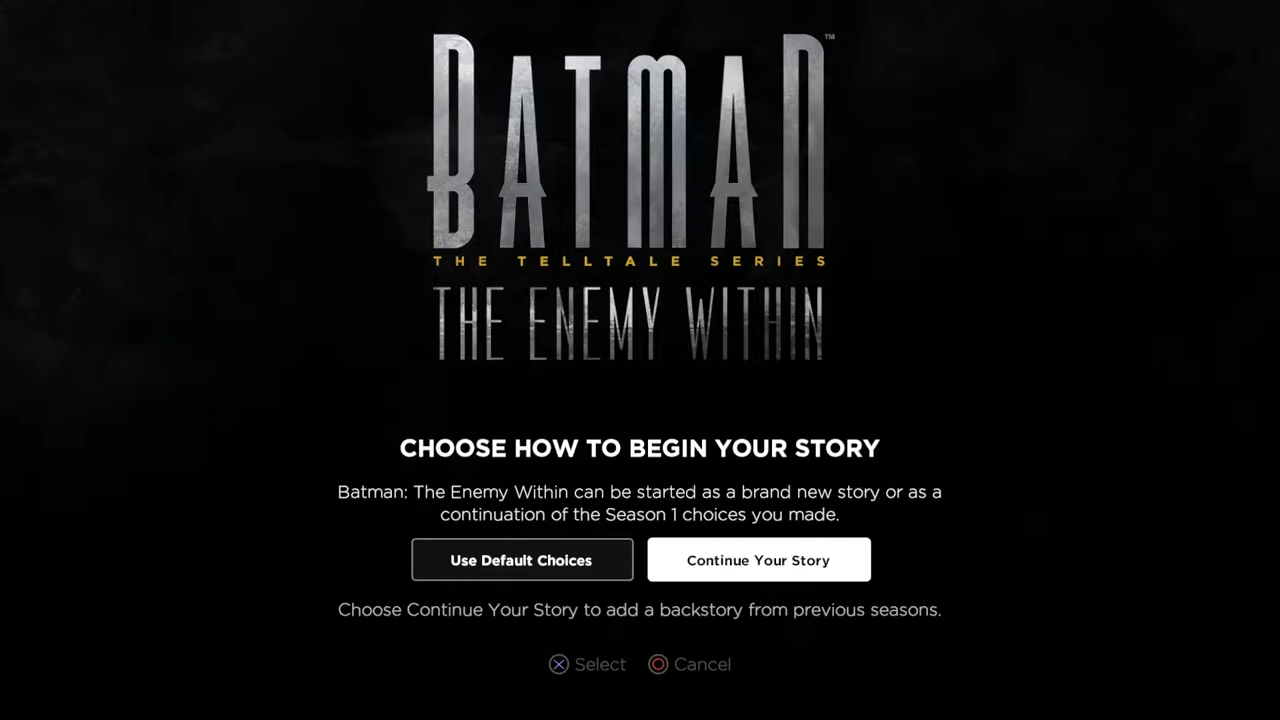 BATMAN™
THE TELLTALE SERIES
THE ENEMY WITHIN
CHOOSE HOW TO BEGIN YOUR STORY
Batman: The Enemy Within can be started as a brand new story or as a
continuation of the Season 1 choices you made.
Use Default Choices Continue Your Story
Choose Continue Your Story to add a backstory from previous seasons.
Select Cancel